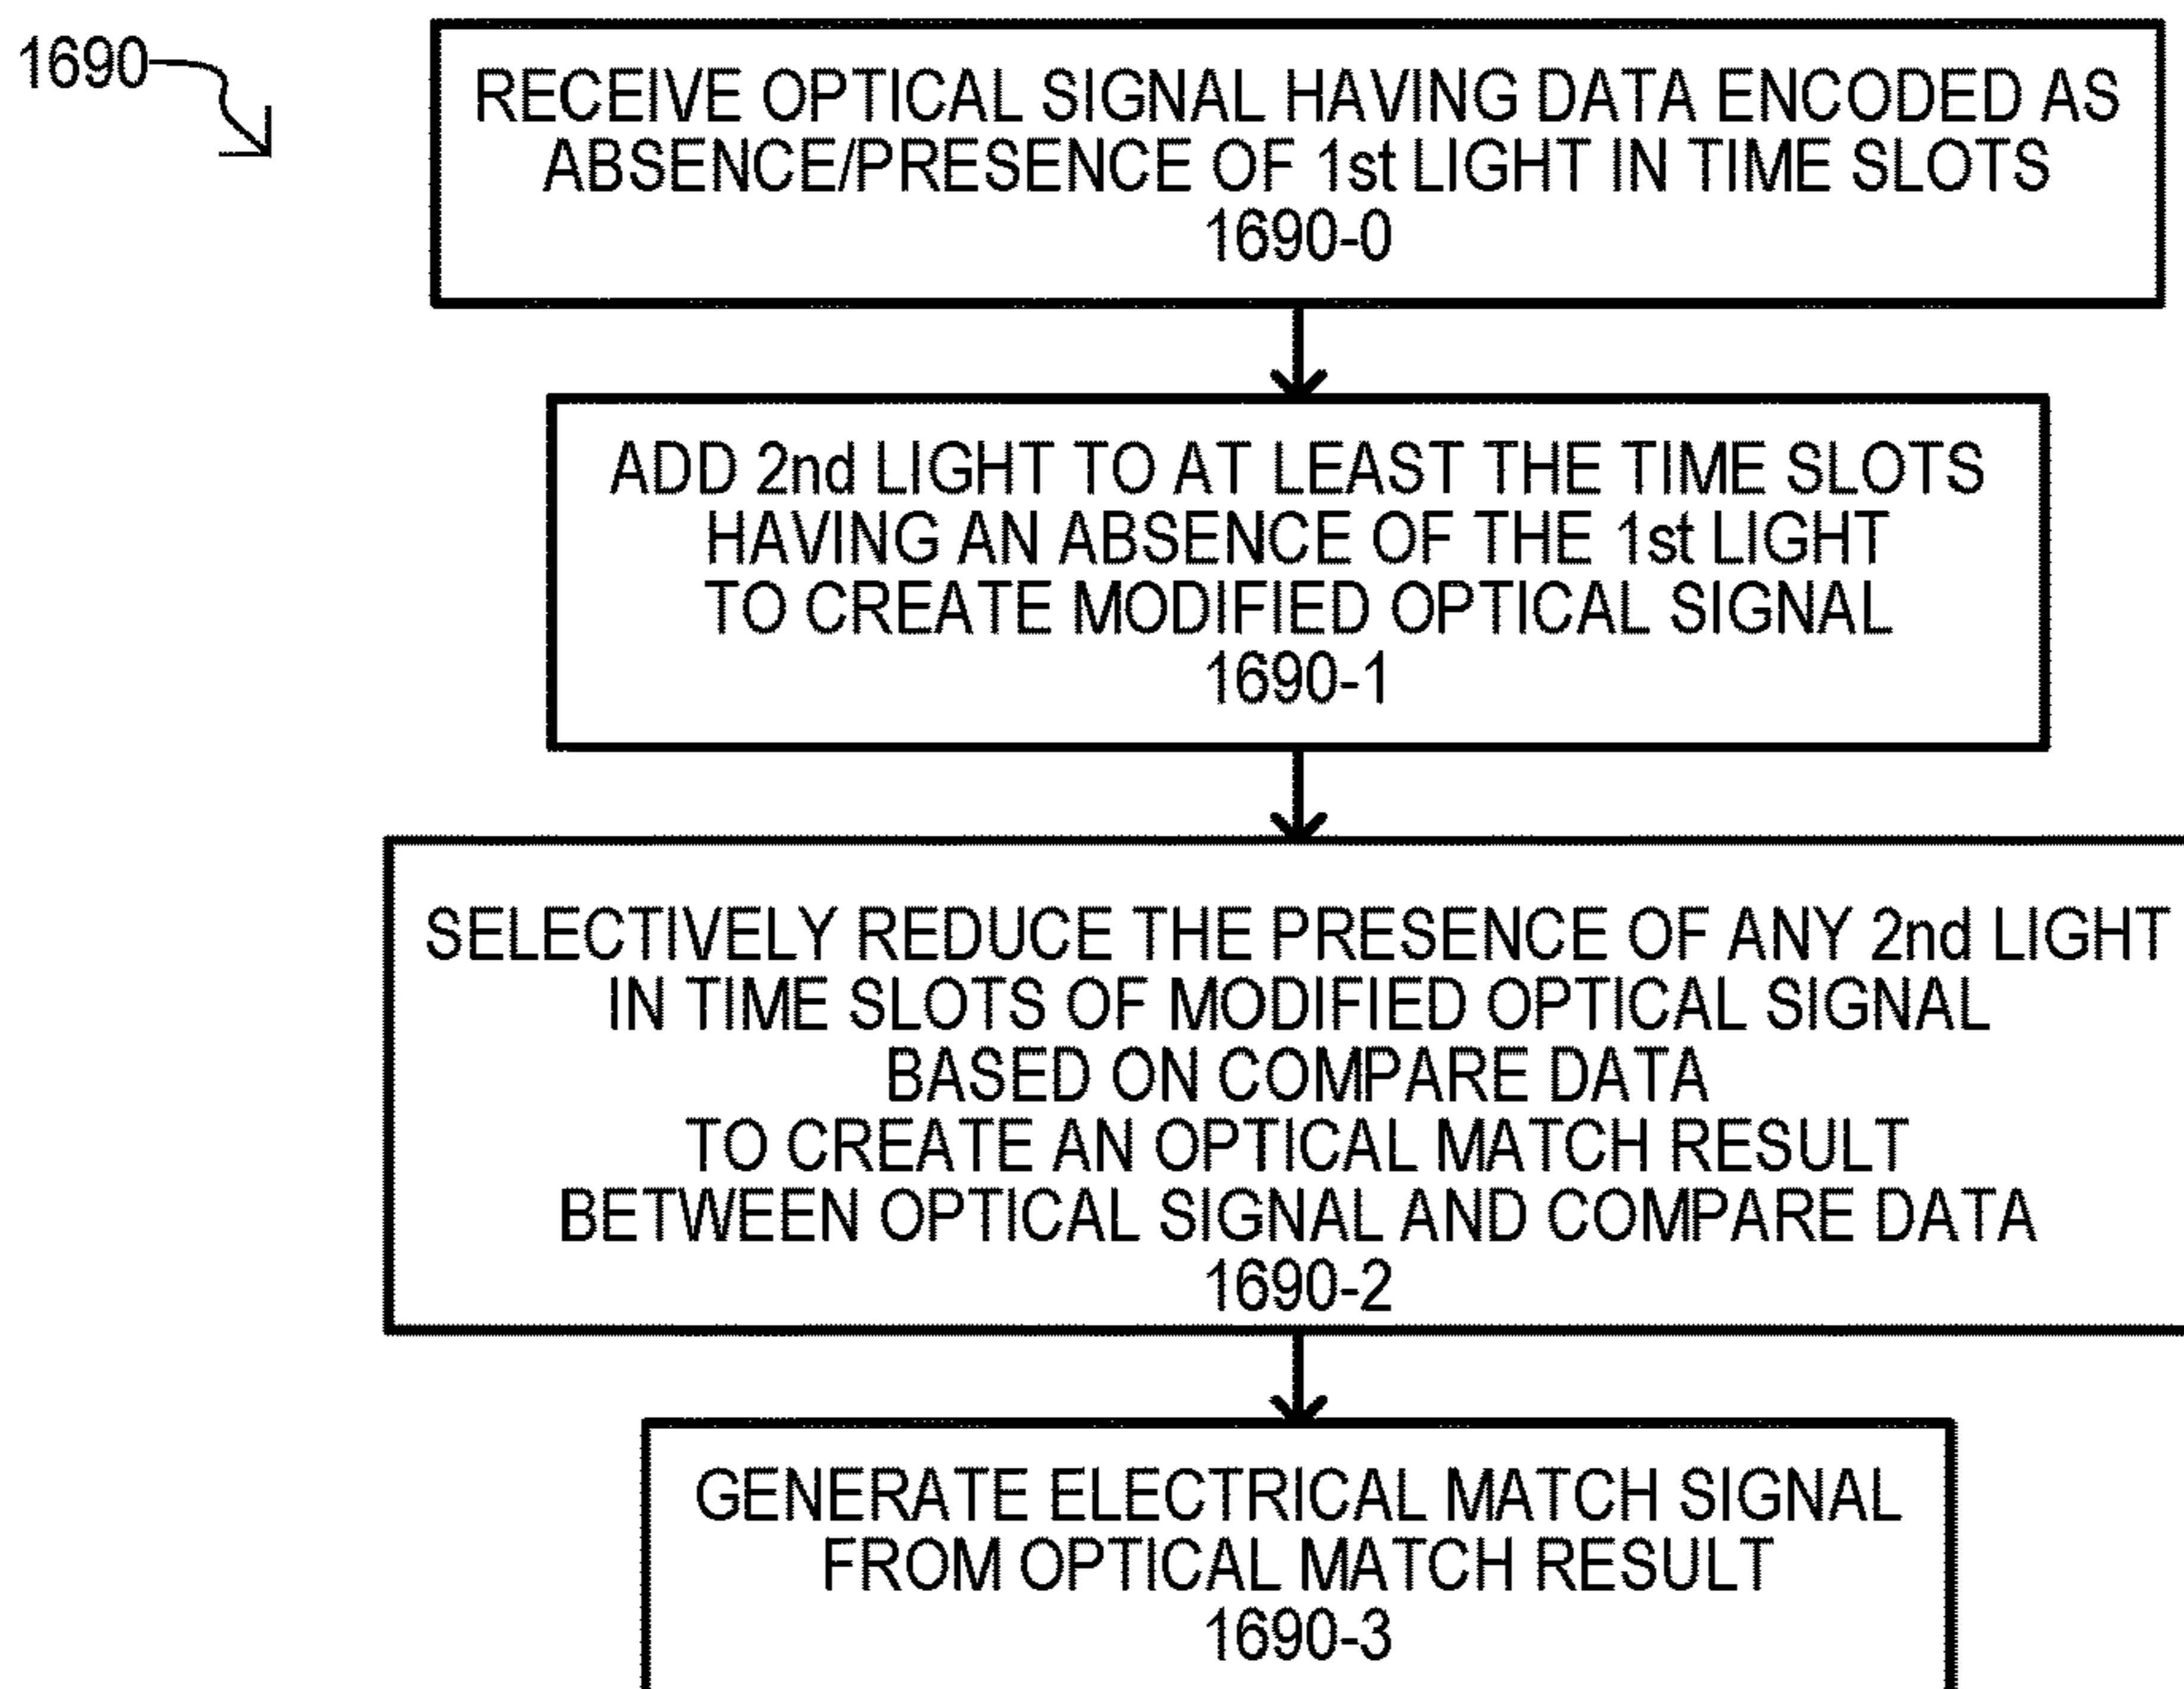 1690
RECEIVE OPTICAL SIGNAL HAVING DATA ENCODED AS
ABSENCE/PRESENCE OF 1st LIGHT IN TIME SLOTS
1690-0
ADD 2nd LIGHT TO AT LEAST THE TIME SLOTS
HAVING AN ABSENCE OF THE 1st LIGHT
TO CREATE MODIFIED OPTICAL SIGNAL
1690-1
SELECTIVELY REDUCE THE PRESENCE OF ANY 2nd LIGHT
IN TIME SLOTS OF MODIFIED OPTICAL SIGNAL
BASED ON COMPARE DATA
TO CREATE AN OPTICAL MATCH RESULT
BETWEEN OPTICAL SIGNAL AND COMPARE DATA
1690-2
GENERATE ELECTRICAL MATCH SIGNAL
FROM OPTICAL MATCH RESULT
1690-3